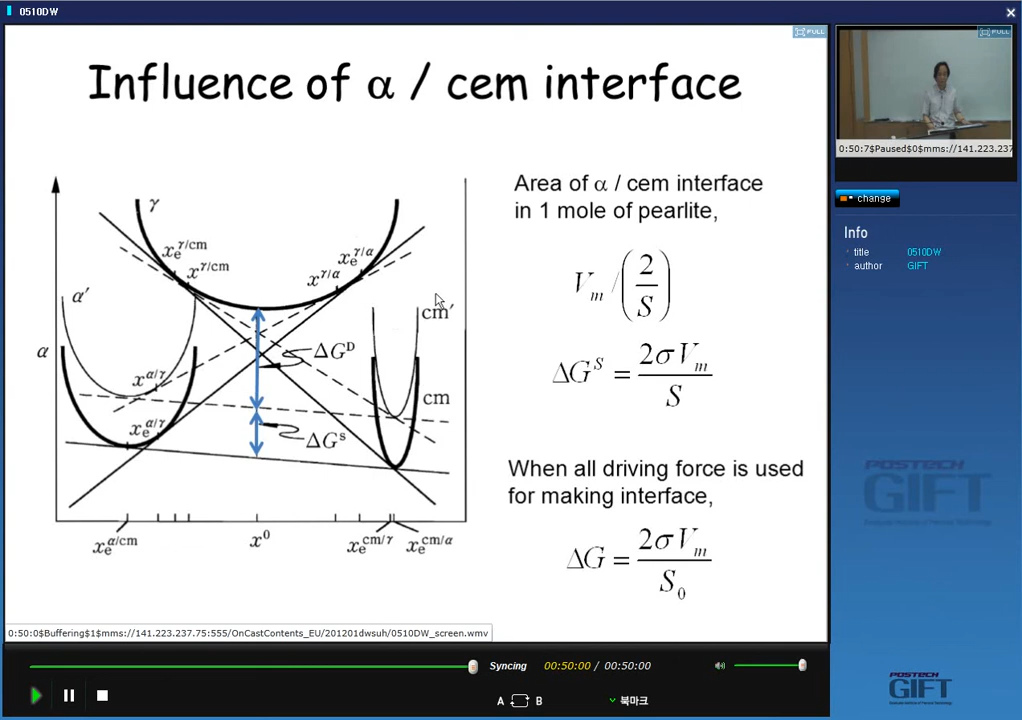 0510DW
FULL
Influence of α / cem interface
γ
x_e^{γ/cm}
x^{γ/cm}
x_e^{γ/α}
x^{γ/α}
α′
cm′
α
ΔG^D
x^{α/γ}
cm
x_e^{α/γ}
ΔG^s
x_e^{α/cm}
x^0
x_e^{cm/γ}
x_e^{cm/α}
Area of α / cem interface
in 1 mole of pearlite,
V_m / (2/S)
ΔG^S = 2σV_m / S
When all driving force is used
for making interface,
ΔG = 2σV_m / S_0
0:50:0$Buffering$1$mms://141.223.237.75:555/OnCastContents_EU/201201dwsuh/0510DW_screen.wmv
Syncing
00:50:00 / 00:50:00
A
B
북마크
FULL
0:50:7$Paused$0$mms://141.223.237
change
Info
title 0510DW
author GIFT
POSTECH
GIFT
POSTECH
GIFT